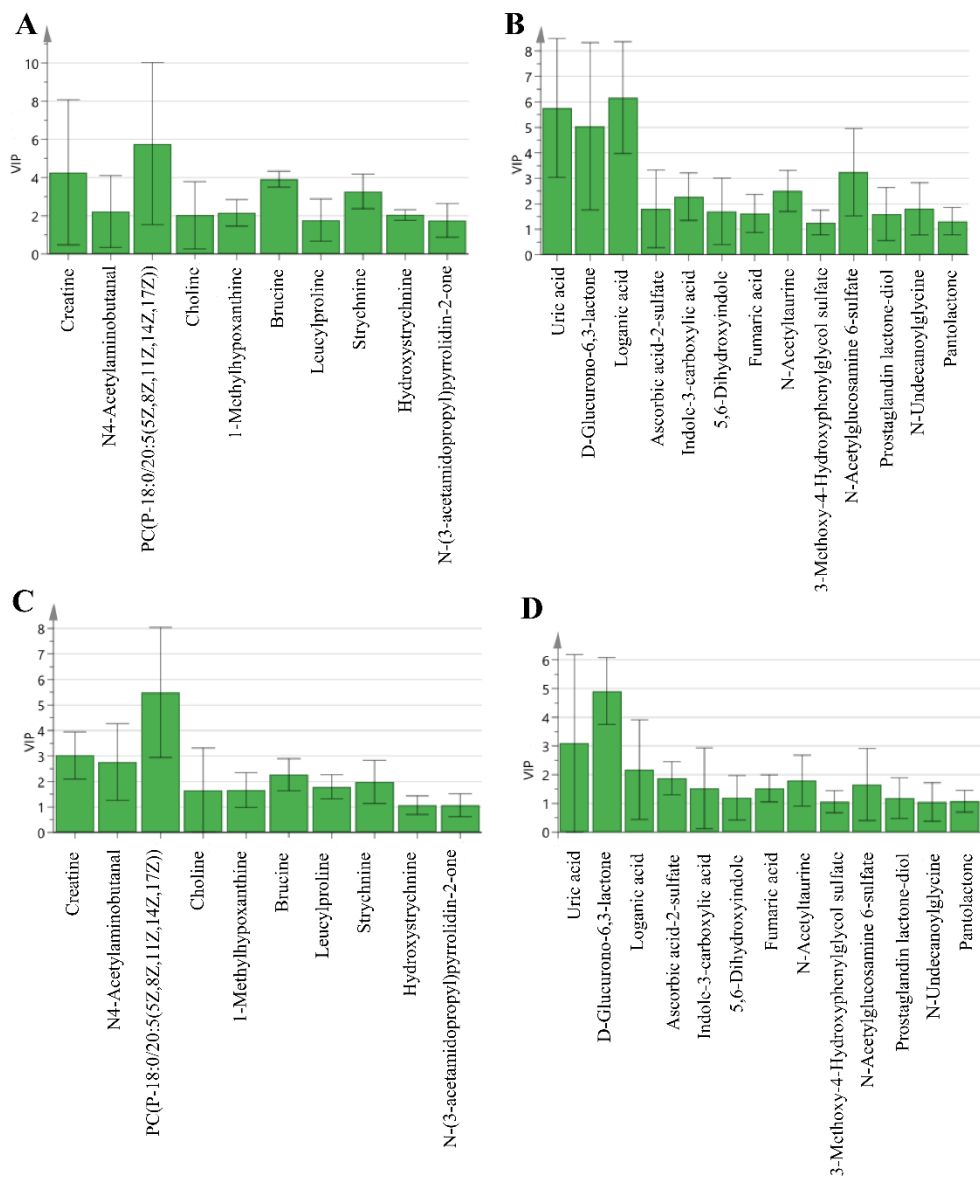 A
VIP
10
8
6
4
2
0
Creatine
N4-Acetylaminobutanal
PC(P-18:0/20:5(5Z,8Z,11Z,14Z,17Z))
Choline
1-Methylhypoxanthine
Brucine
Leucylproline
Strychnine
Hydroxystrychnine
N-(3-acetamidopropyl)pyrrolidin-2-one
B
VIP
8
7
6
5
4
3
2
1
0
Uric acid
D-Glucurono-6,3-lactone
Loganic acid
Ascorbic acid-2-sulfate
Indole-3-carboxylic acid
5,6-Dihydroxyindole
Fumaric acid
N-Acetyltaurine
3-Methoxy-4-Hydroxyphenylglycol sulfate
N-Acetylglucosamine 6-sulfate
Prostaglandin lactone-diol
N-Undecanoylglycine
Pantolactone
C
VIP
8
7
6
5
4
3
2
1
0
Creatine
N4-Acetylaminobutanal
PC(P-18:0/20:5(5Z,8Z,11Z,14Z,17Z))
Choline
1-Methylhypoxanthine
Brucine
Leucylproline
Strychnine
Hydroxystrychnine
N-(3-acetamidopropyl)pyrrolidin-2-one
D
VIP
6
5
4
3
2
1
0
Uric acid
D-Glucurono-6,3-lactone
Loganic acid
Ascorbic acid-2-sulfate
Indole-3-carboxylic acid
5,6-Dihydroxyindole
Fumaric acid
N-Acetyltaurine
3-Methoxy-4-Hydroxyphenylglycol sulfate
N-Acetylglucosamine 6-sulfate
Prostaglandin lactone-diol
N-Undecanoylglycine
Pantolactone